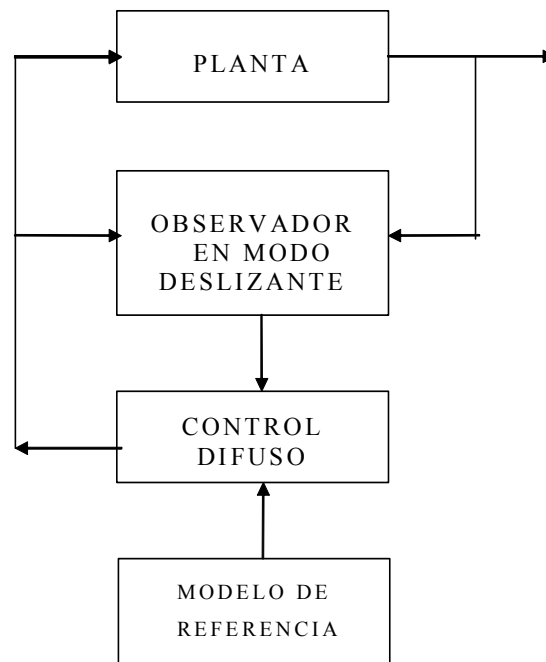 PLANTA
OBSERVADOR
EN MODO
DESLIZANTE
CONTROL
DIFUSO
MODELO DE
REFERENCIA